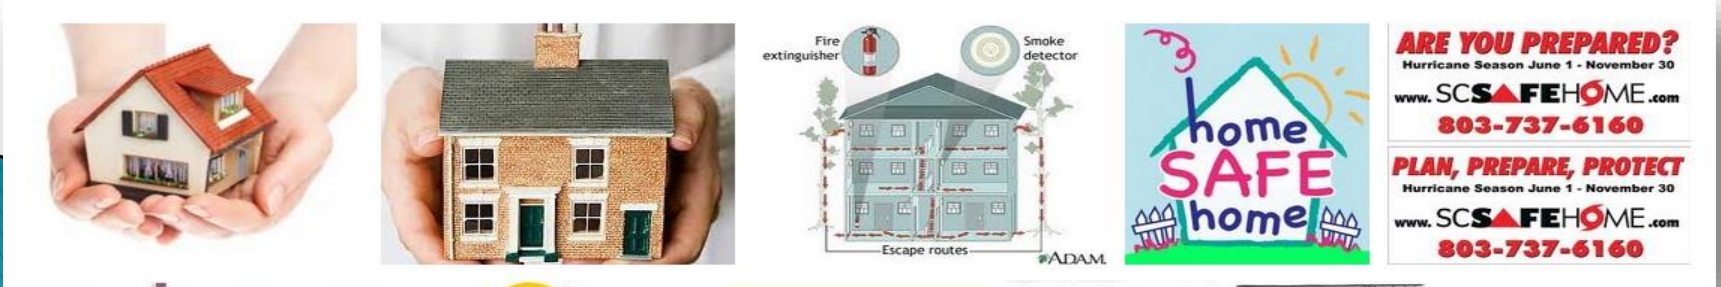 Fire
extinguisher
Smoke
detector
Escape routes
ADAM.
home
SAFE
home
ARE YOU PREPARED?
Hurricane Season June 1 - November 30
www. SCSAFEHOME.com
803-737-6160
PLAN, PREPARE, PROTECT
Hurricane Season June 1 - November 30
www. SCSAFEHOME.com
803-737-6160